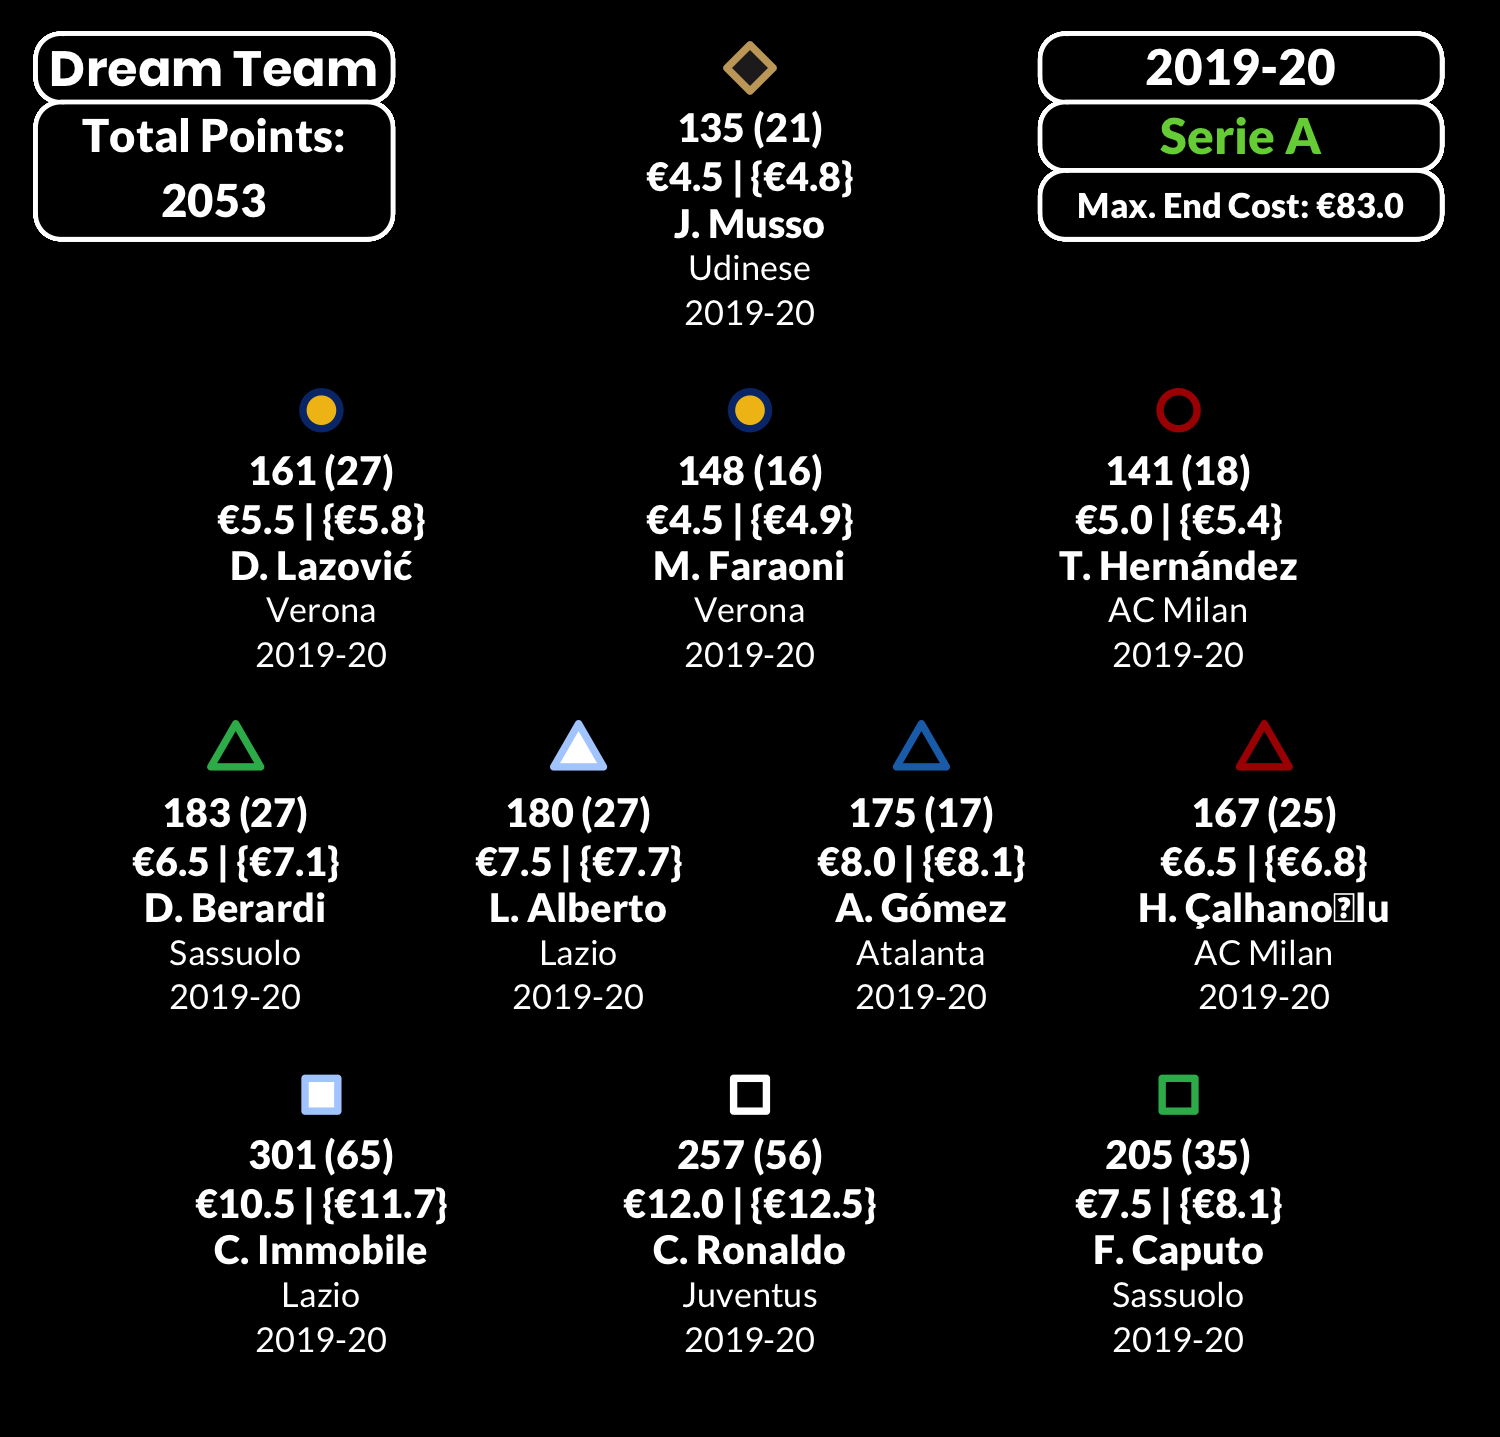 Dream Team
Total Points:
2053
2019-20
Serie A
Max. End Cost: €83.0
135 (21)
€4.5 | {€4.8}
J. Musso
Udinese
2019-20
161 (27)
€5.5 | {€5.8}
D. Lazović
Verona
2019-20
148 (16)
€4.5 | {€4.9}
M. Faraoni
Verona
2019-20
141 (18)
€5.0 | {€5.4}
T. Hernández
AC Milan
2019-20
183 (27)
€6.5 | {€7.1}
D. Berardi
Sassuolo
2019-20
180 (27)
€7.5 | {€7.7}
L. Alberto
Lazio
2019-20
175 (17)
€8.0 | {€8.1}
A. Gómez
Atalanta
2019-20
167 (25)
€6.5 | {€6.8}
H. Çalhano�lu
AC Milan
2019-20
301 (65)
€10.5 | {€11.7}
C. Immobile
Lazio
2019-20
257 (56)
€12.0 | {€12.5}
C. Ronaldo
Juventus
2019-20
205 (35)
€7.5 | {€8.1}
F. Caputo
Sassuolo
2019-20